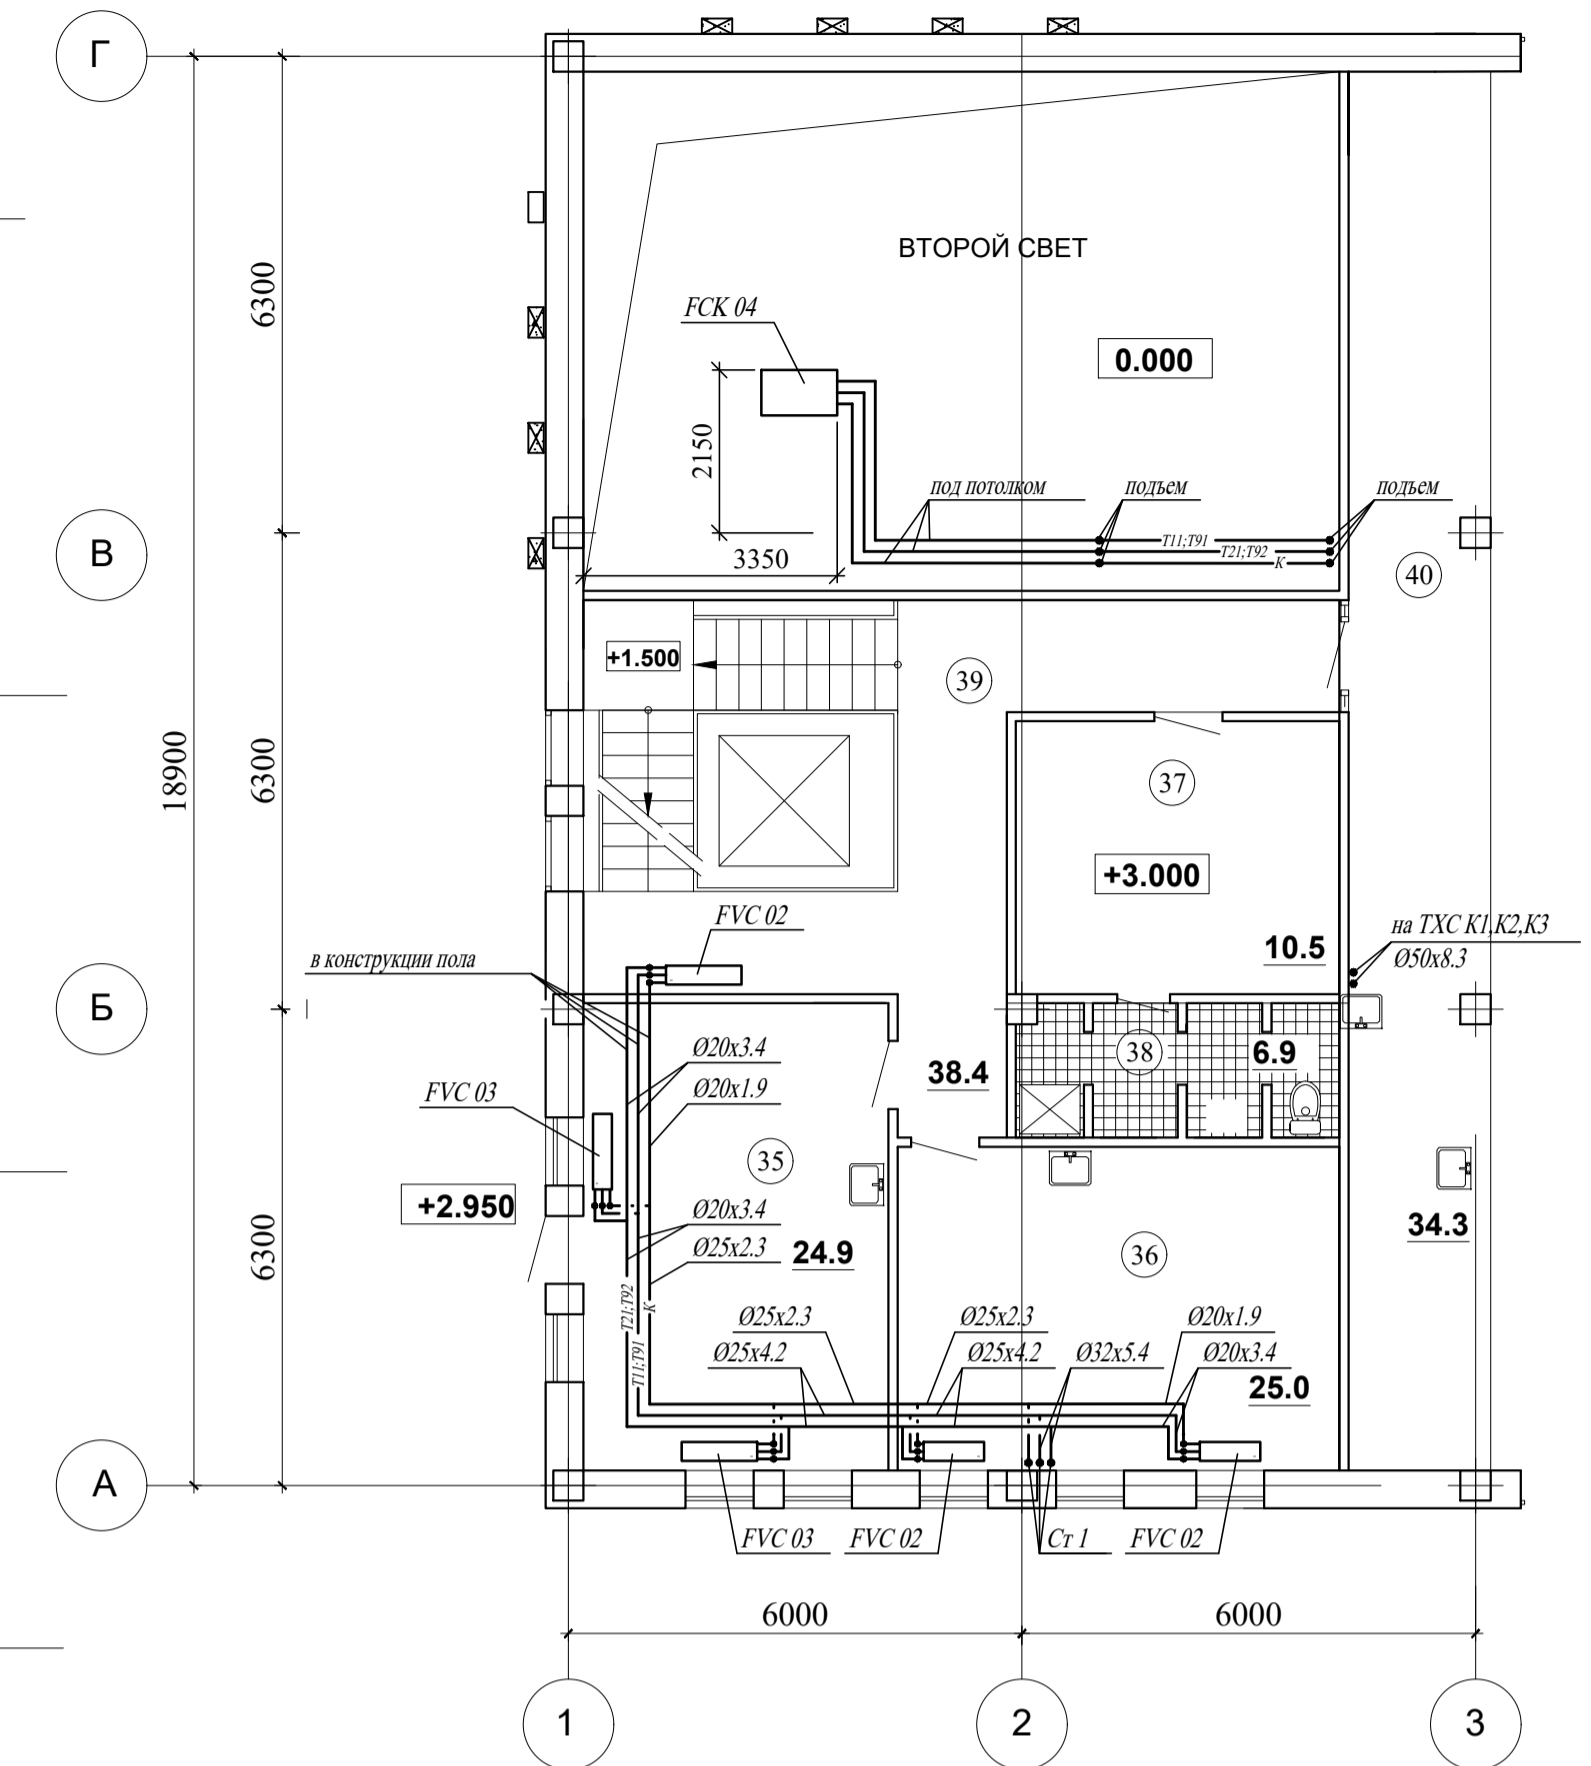 Г
ВТОРОЙ СВЕТ
6300
FCK 04
0.000
2150
под потолком
подъем
подъем
Т11;Т91
Т21;Т92
К
3350
В
40
+1.500
39
18900
6300
37
+3.000
FVC 02
на ТХС К1,К2,К3
Ø50x8.3
10.5
в конструкции пола
Б
Ø20x3.4
38
6.9
38.4
Ø20x1.9
FVC 03
35
+2.950
Ø20x3.4
34.3
6300
Ø25x2.3
24.9
36
Т21;Т92
К
Т11;Т91
Ø25x2.3
Ø25x2.3
Ø20x1.9
Ø25x4.2
Ø25x4.2
Ø32x5.4
Ø20x3.4
25.0
А
FVC 03
FVC 02
Ст 1
FVC 02
6000
6000
1
2
3